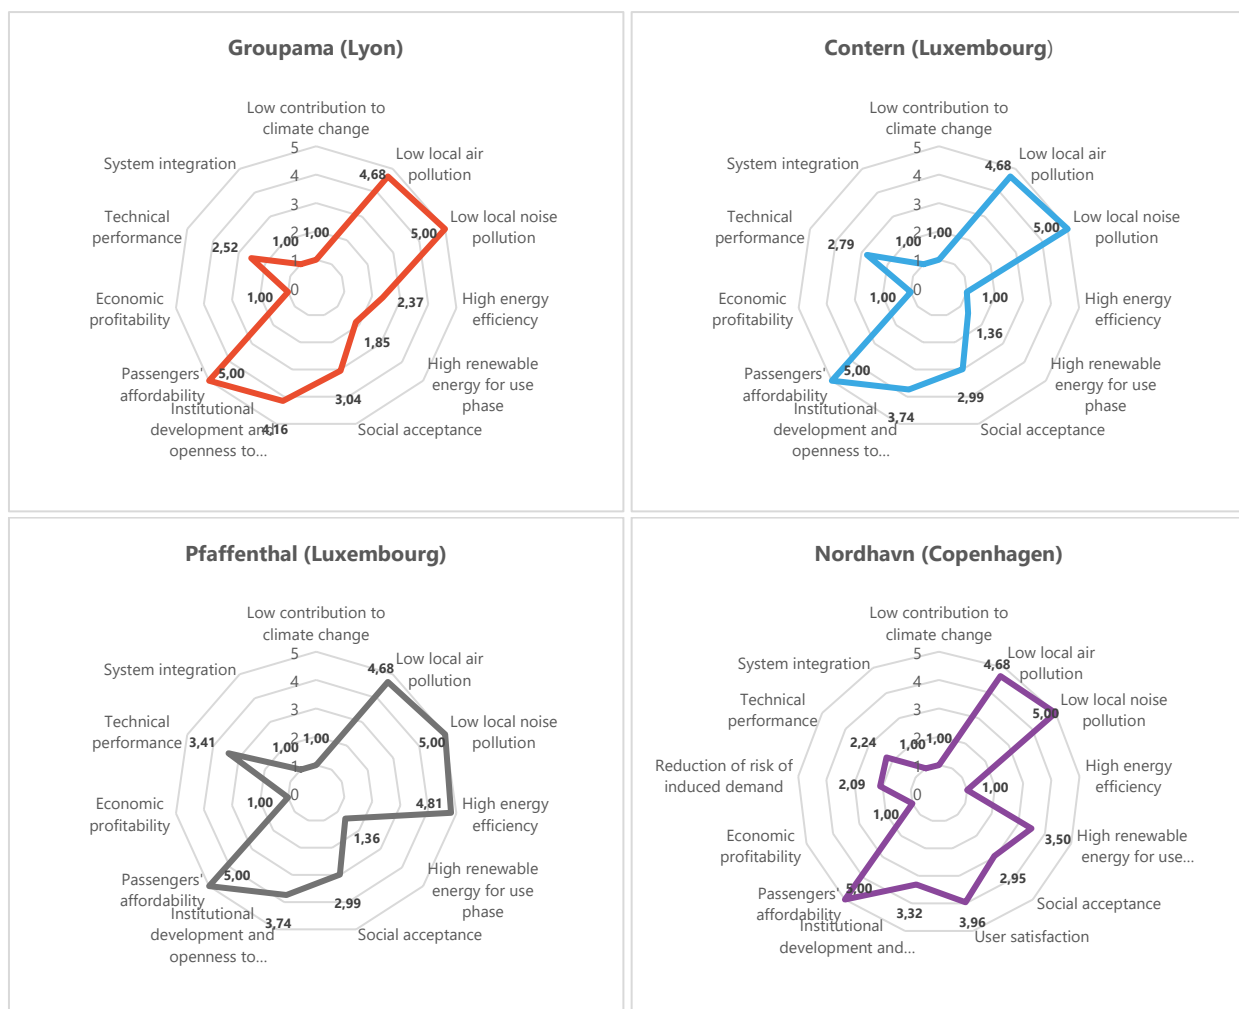 Groupama (Lyon)
Low contribution to
climate change
5
4
3
2
1
0
Low local air
pollution
4,68
Low local noise
pollution
5,00
High energy
efficiency
2,37
High renewable
energy for use
phase
1,85
Social acceptance
3,04
Institutional
development and
openness to...
4,16
Passengers'
affordability
5,00
Economic
profitability
1,00
Technical
performance
2,52
System integration
1,00
1,00
Contern (Luxembourg)
Low contribution to
climate change
5
4
3
2
1
0
Low local air
pollution
4,68
Low local noise
pollution
5,00
High energy
efficiency
1,00
High renewable
energy for use
phase
1,36
Social acceptance
2,99
Institutional
development and
openness to...
3,74
Passengers'
affordability
5,00
Economic
profitability
1,00
Technical
performance
2,79
System integration
1,00
1,00
Pfaffenthal (Luxembourg)
Low contribution to
climate change
5
4
3
2
1
0
Low local air
pollution
4,68
Low local noise
pollution
5,00
High energy
efficiency
4,81
High renewable
energy for use
phase
1,36
Social acceptance
2,99
Institutional
development and
openness to...
3,74
Passengers'
affordability
5,00
Economic
profitability
1,00
Technical
performance
3,41
System integration
1,00
1,00
Nordhavn (Copenhagen)
Low contribution to
climate change
5
4
3
2
1
0
Low local air
pollution
4,68
Low local noise
pollution
5,00
High energy
efficiency
1,00
High renewable
energy for use...
3,50
Social acceptance
2,95
User satisfaction
3,96
Institutional
development and...
3,32
Passengers'
affordability
5,00
Economic
profitability
1,00
Reduction of risk of
induced demand
2,09
Technical
performance
2,24
System integration
1,00
1,00